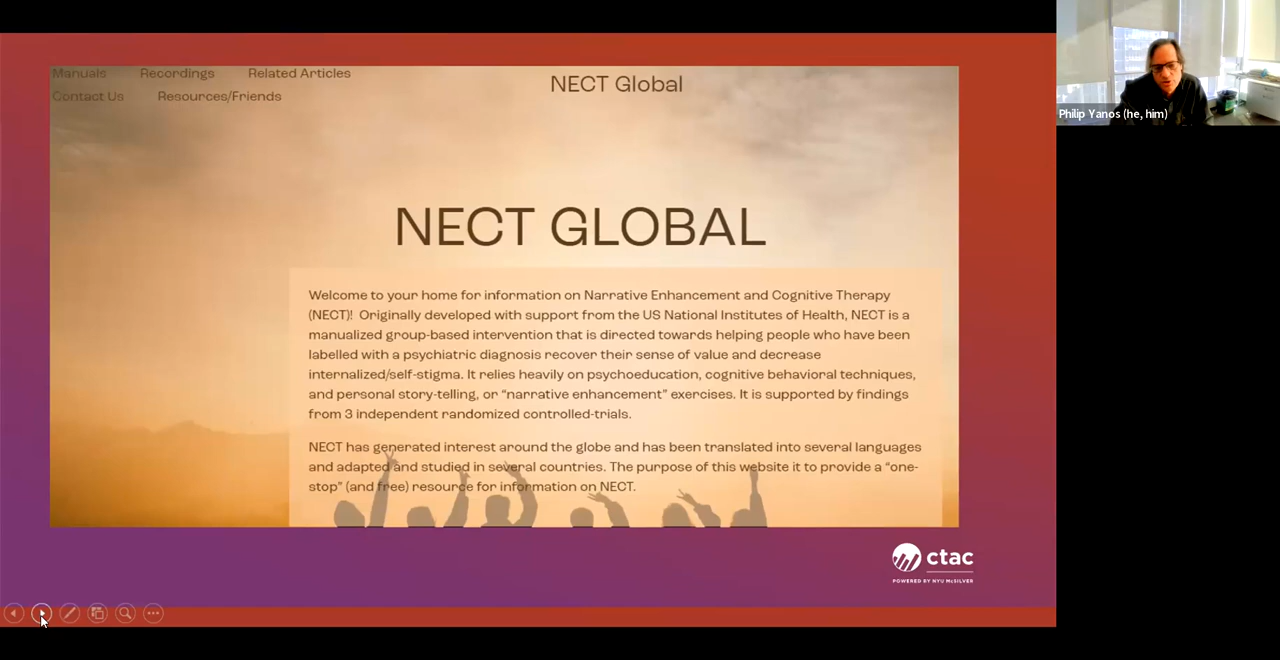 Manuals Recordings Related Articles
Contact Us Resources/Friends
NECT Global
NECT GLOBAL
Welcome to your home for information on Narrative Enhancement and Cognitive Therapy
(NECT)! Originally developed with support from the US National Institutes of Health, NECT is a
manualized group-based intervention that is directed towards helping people who have been
labelled with a psychiatric diagnosis recover their sense of value and decrease
internalized/self-stigma. It relies heavily on psychoeducation, cognitive behavioral techniques,
and personal story-telling, or “narrative enhancement” exercises. It is supported by findings
from 3 independent randomized controlled-trials.
NECT has generated interest around the globe and has been translated into several languages
and adapted and studied in several countries. The purpose of this website it to provide a “one-
stop” (and free) resource for information on NECT.
ctac
POWERED BY NYU McSILVER
Philip Yanos (he, him)